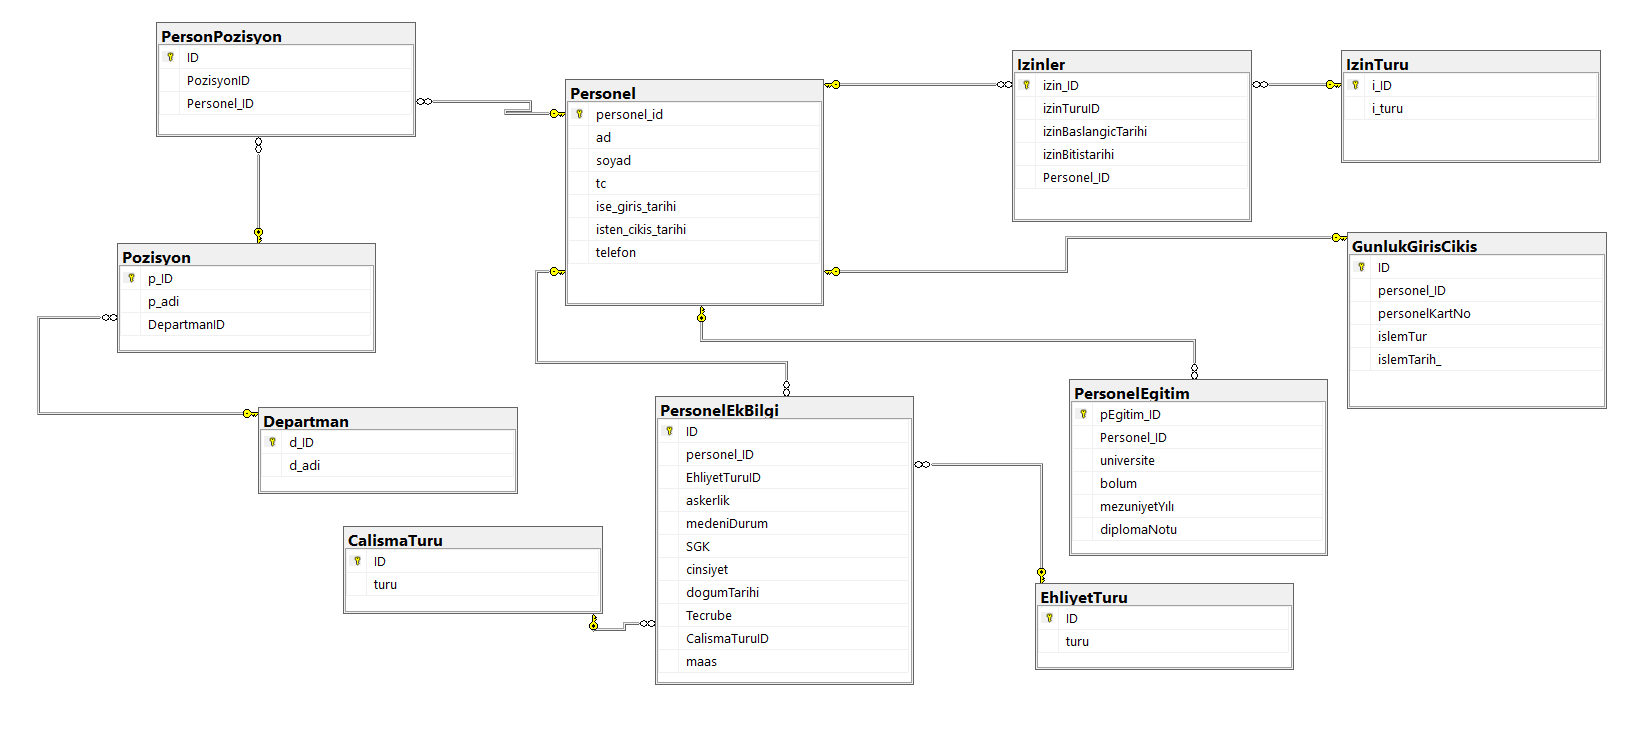 PersonPozisyon
ID
PozisyonID
Personel_ID
Personel
personel_id
ad
soyad
tc
ise_giris_tarihi
isten_cikis_tarihi
telefon
Izinler
izin_ID
izinTuruID
izinBaslangicTarihi
izinBitistarihi
Personel_ID
IzinTuru
i_ID
i_turu
Pozisyon
p_ID
p_adi
DepartmanID
GunlukGirisCikis
ID
personel_ID
personelKartNo
islemTur
islemTarih_
Departman
d_ID
d_adi
PersonelEkBilgi
ID
personel_ID
EhliyetTuruID
askerlik
medeniDurum
SGK
cinsiyet
dogumTarihi
Tecrube
CalismaTuruID
maas
PersonelEgitim
pEgitim_ID
Personel_ID
universite
bolum
mezuniyetYılı
diplomaNotu
CalismaTuru
ID
turu
EhliyetTuru
ID
turu